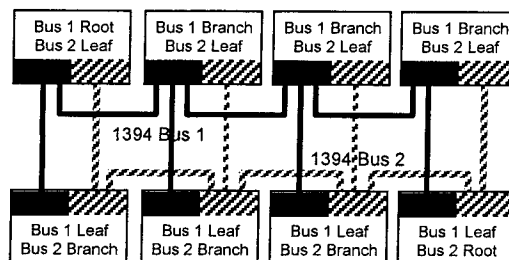 Bus 1 Root
Bus 2 Leaf
Bus 1 Branch
Bus 2 Leaf
Bus 1 Branch
Bus 2 Leaf
Bus 1 Branch
Bus 2 Leaf
1394 Bus 1
1394 Bus 2
Bus 1 Leaf
Bus 2 Branch
Bus 1 Leaf
Bus 2 Branch
Bus 1 Leaf
Bus 2 Branch
Bus 1 Leaf
Bus 2 Root